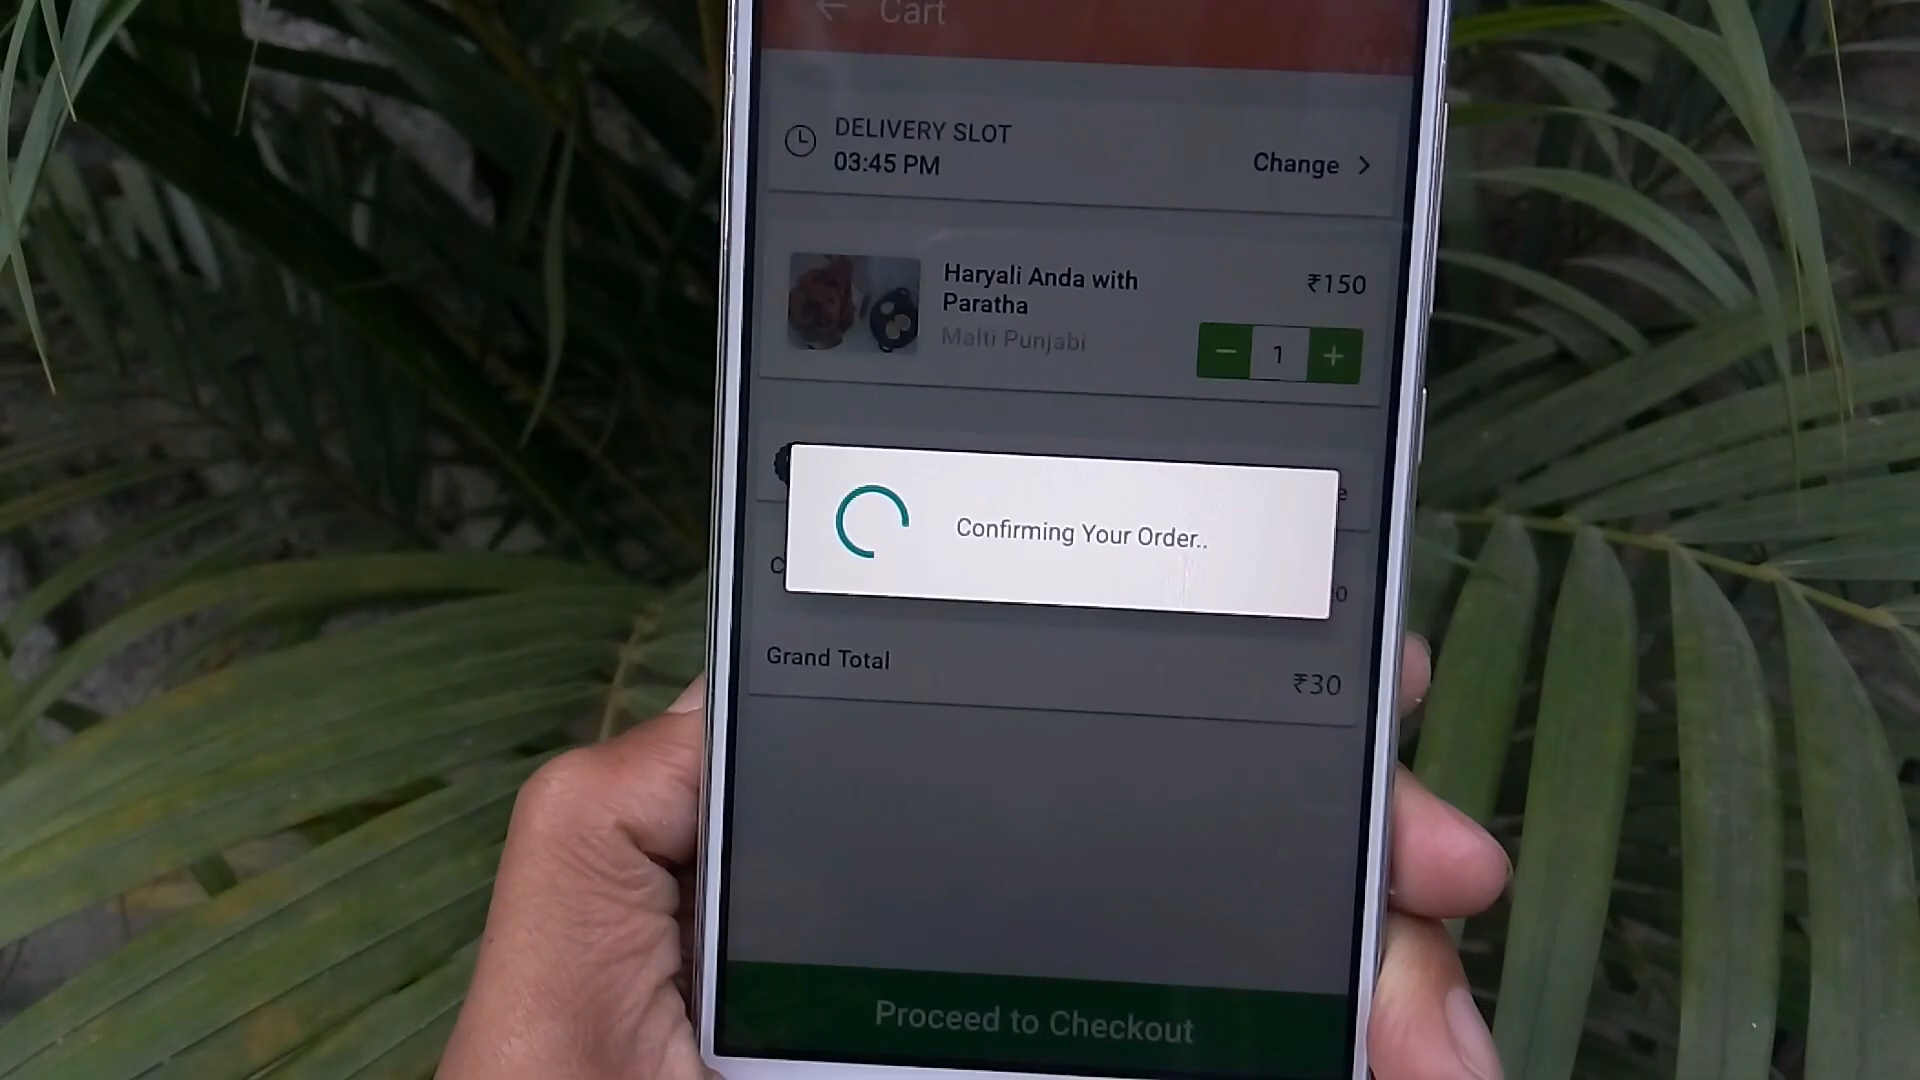 Cart
DELIVERY SLOT
03:45 PM
Change
Haryali Anda with
Paratha
₹150
Malti Punjabi
1
Confirming Your Order..
Grand Total
₹30
Proceed to Checkout